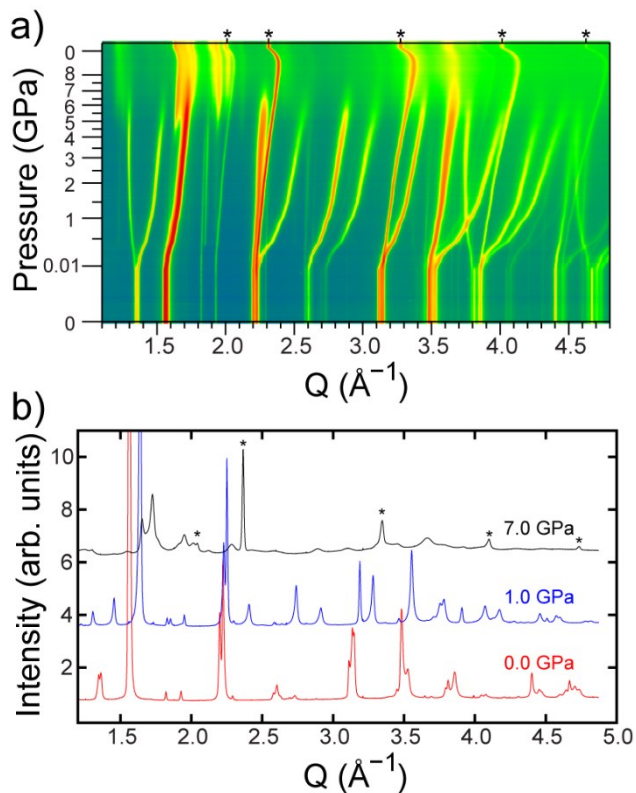 a)
* * * * *
0
8
7
6
5
4
3
2
1
0.01
0
Pressure (GPa)
1.5 2.0 2.5 3.0 3.5 4.0 4.5
Q (Å⁻¹)
b)
10
8
6
4
2
Intensity (arb. units)
* * * * *
7.0 GPa
1.0 GPa
0.0 GPa
1.5 2.0 2.5 3.0 3.5 4.0 4.5 5.0
Q (Å⁻¹)